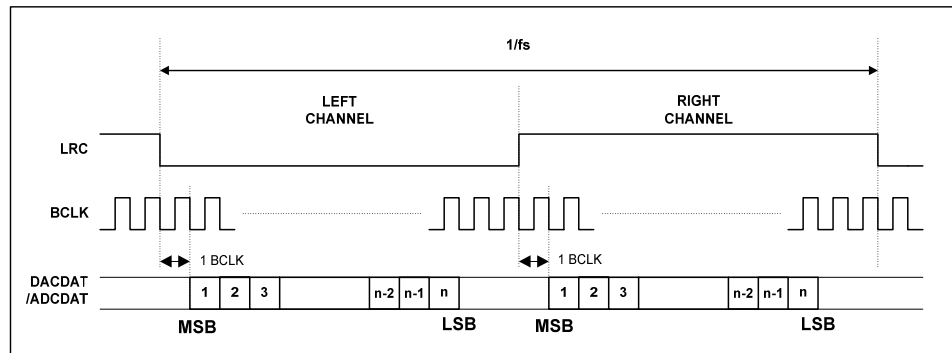 1/fs
LEFT
CHANNEL
RIGHT
CHANNEL
LRC
BCLK
1 BCLK
1 BCLK
DACDAT
/ADCDAT
1 2 3 n-2 n-1 n 1 2 3 n-2 n-1 n
MSB LSB MSB LSB